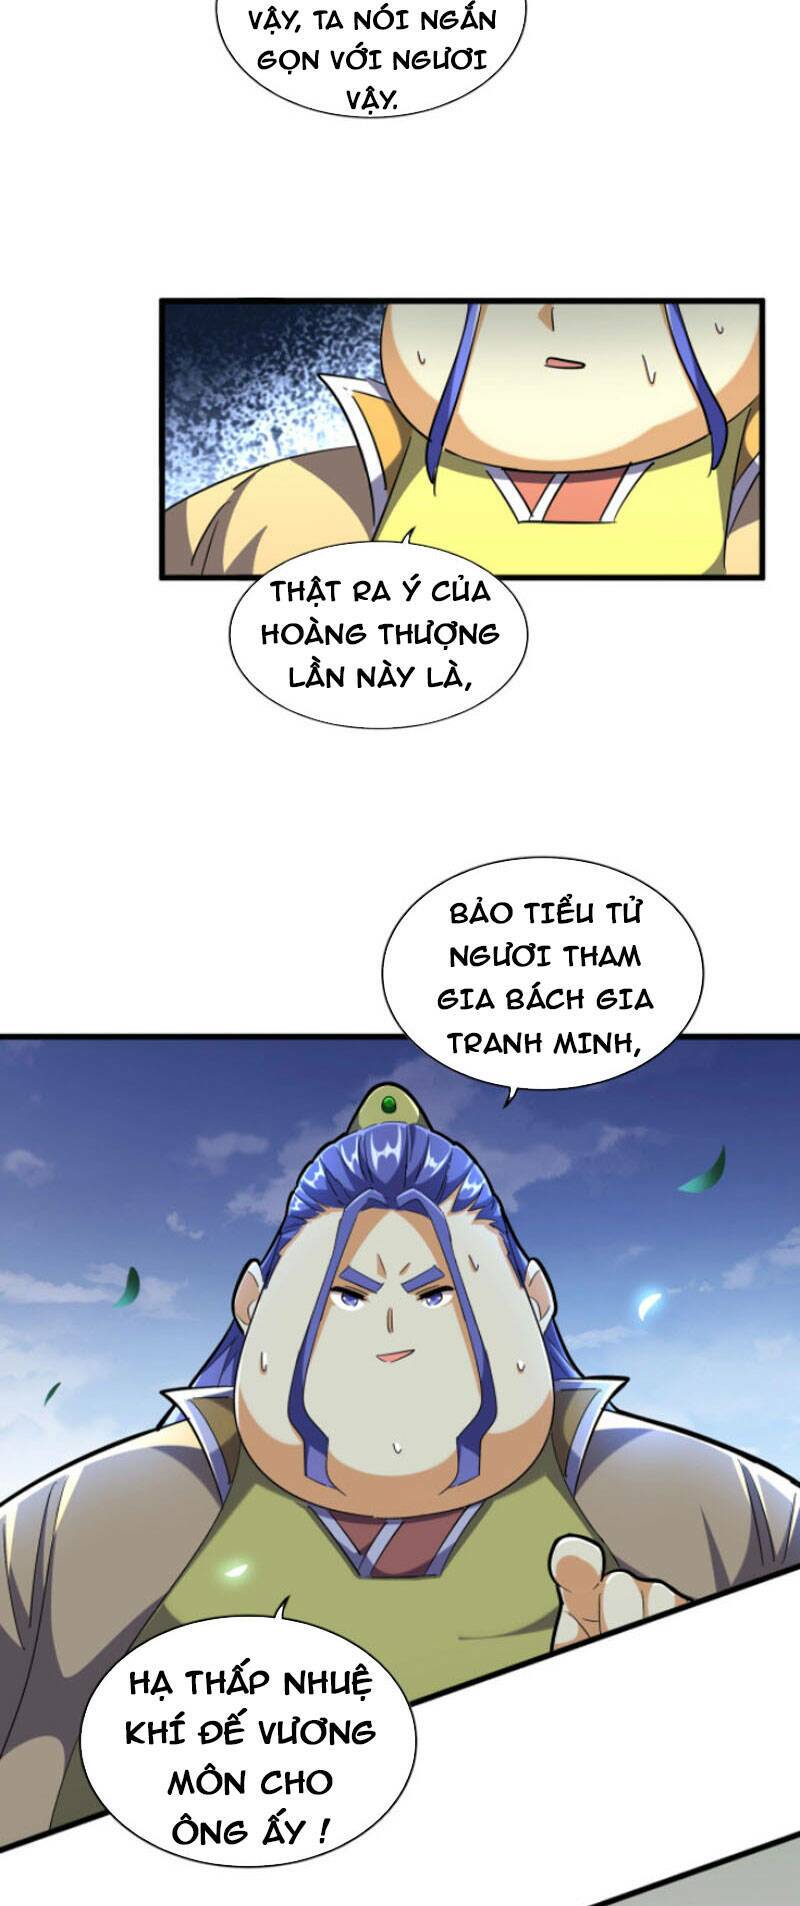 VẬY, TA NÓI NGẮN
GỌN VỚI NGƯƠI
VẬY.
THẬT RA Ý CỦA
HOÀNG THƯỢNG
LẦN NÀY LÀ,
BẢO TIỂU TỬ
NGƯƠI THAM
GIA BÁCH GIA
TRANH MINH,
HẠ THẤP NHUỆ
KHÍ ĐẾ VƯƠNG
MÔN CHO
ÔNG ẤY !